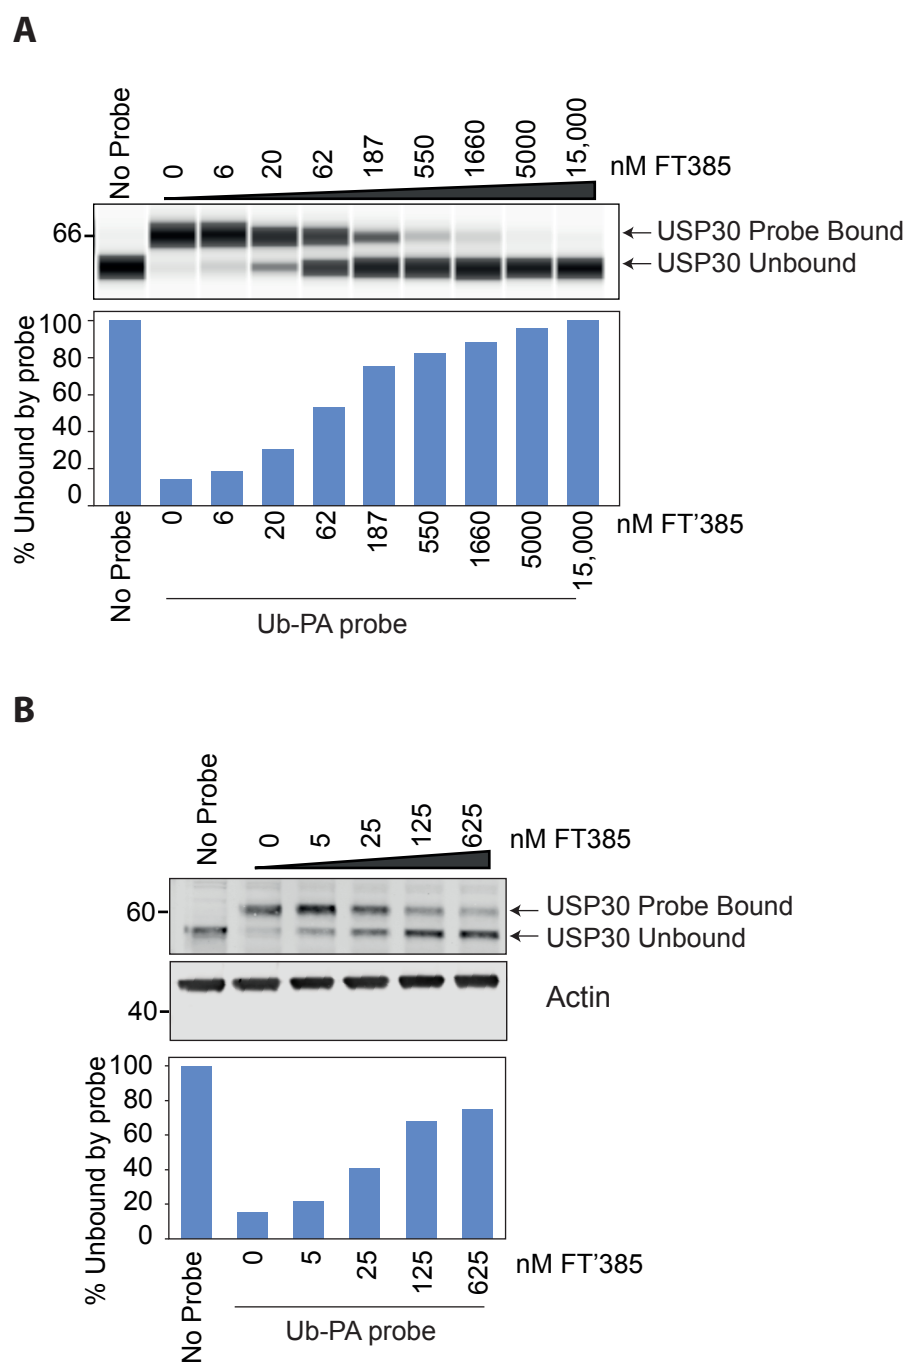 A
No Probe 0 6 20 62 187 550 1660 5000 15,000 nM FT385
66
← USP30 Probe Bound
← USP30 Unbound
% Unbound by probe
100
80
60
40
20
0
No Probe 0 6 20 62 187 550 1660 5000 15,000 nM FT'385
Ub-PA probe
B
No Probe 0 5 25 125 625 nM FT385
60
← USP30 Probe Bound
← USP30 Unbound
Actin
40
% Unbound by probe
100
80
60
40
20
0
No Probe 0 5 25 125 625 nM FT'385
Ub-PA probe